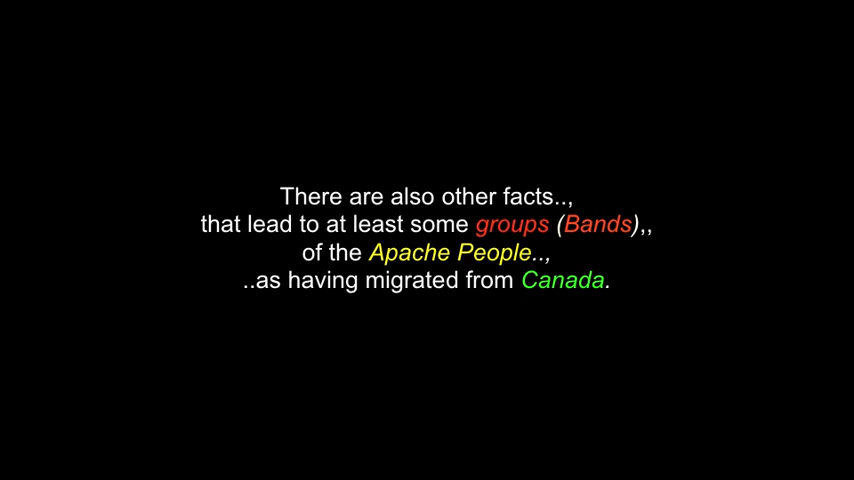 There are also other facts..,
that lead to at least some groups (Bands),,
of the Apache People..,
..as having migrated from Canada.